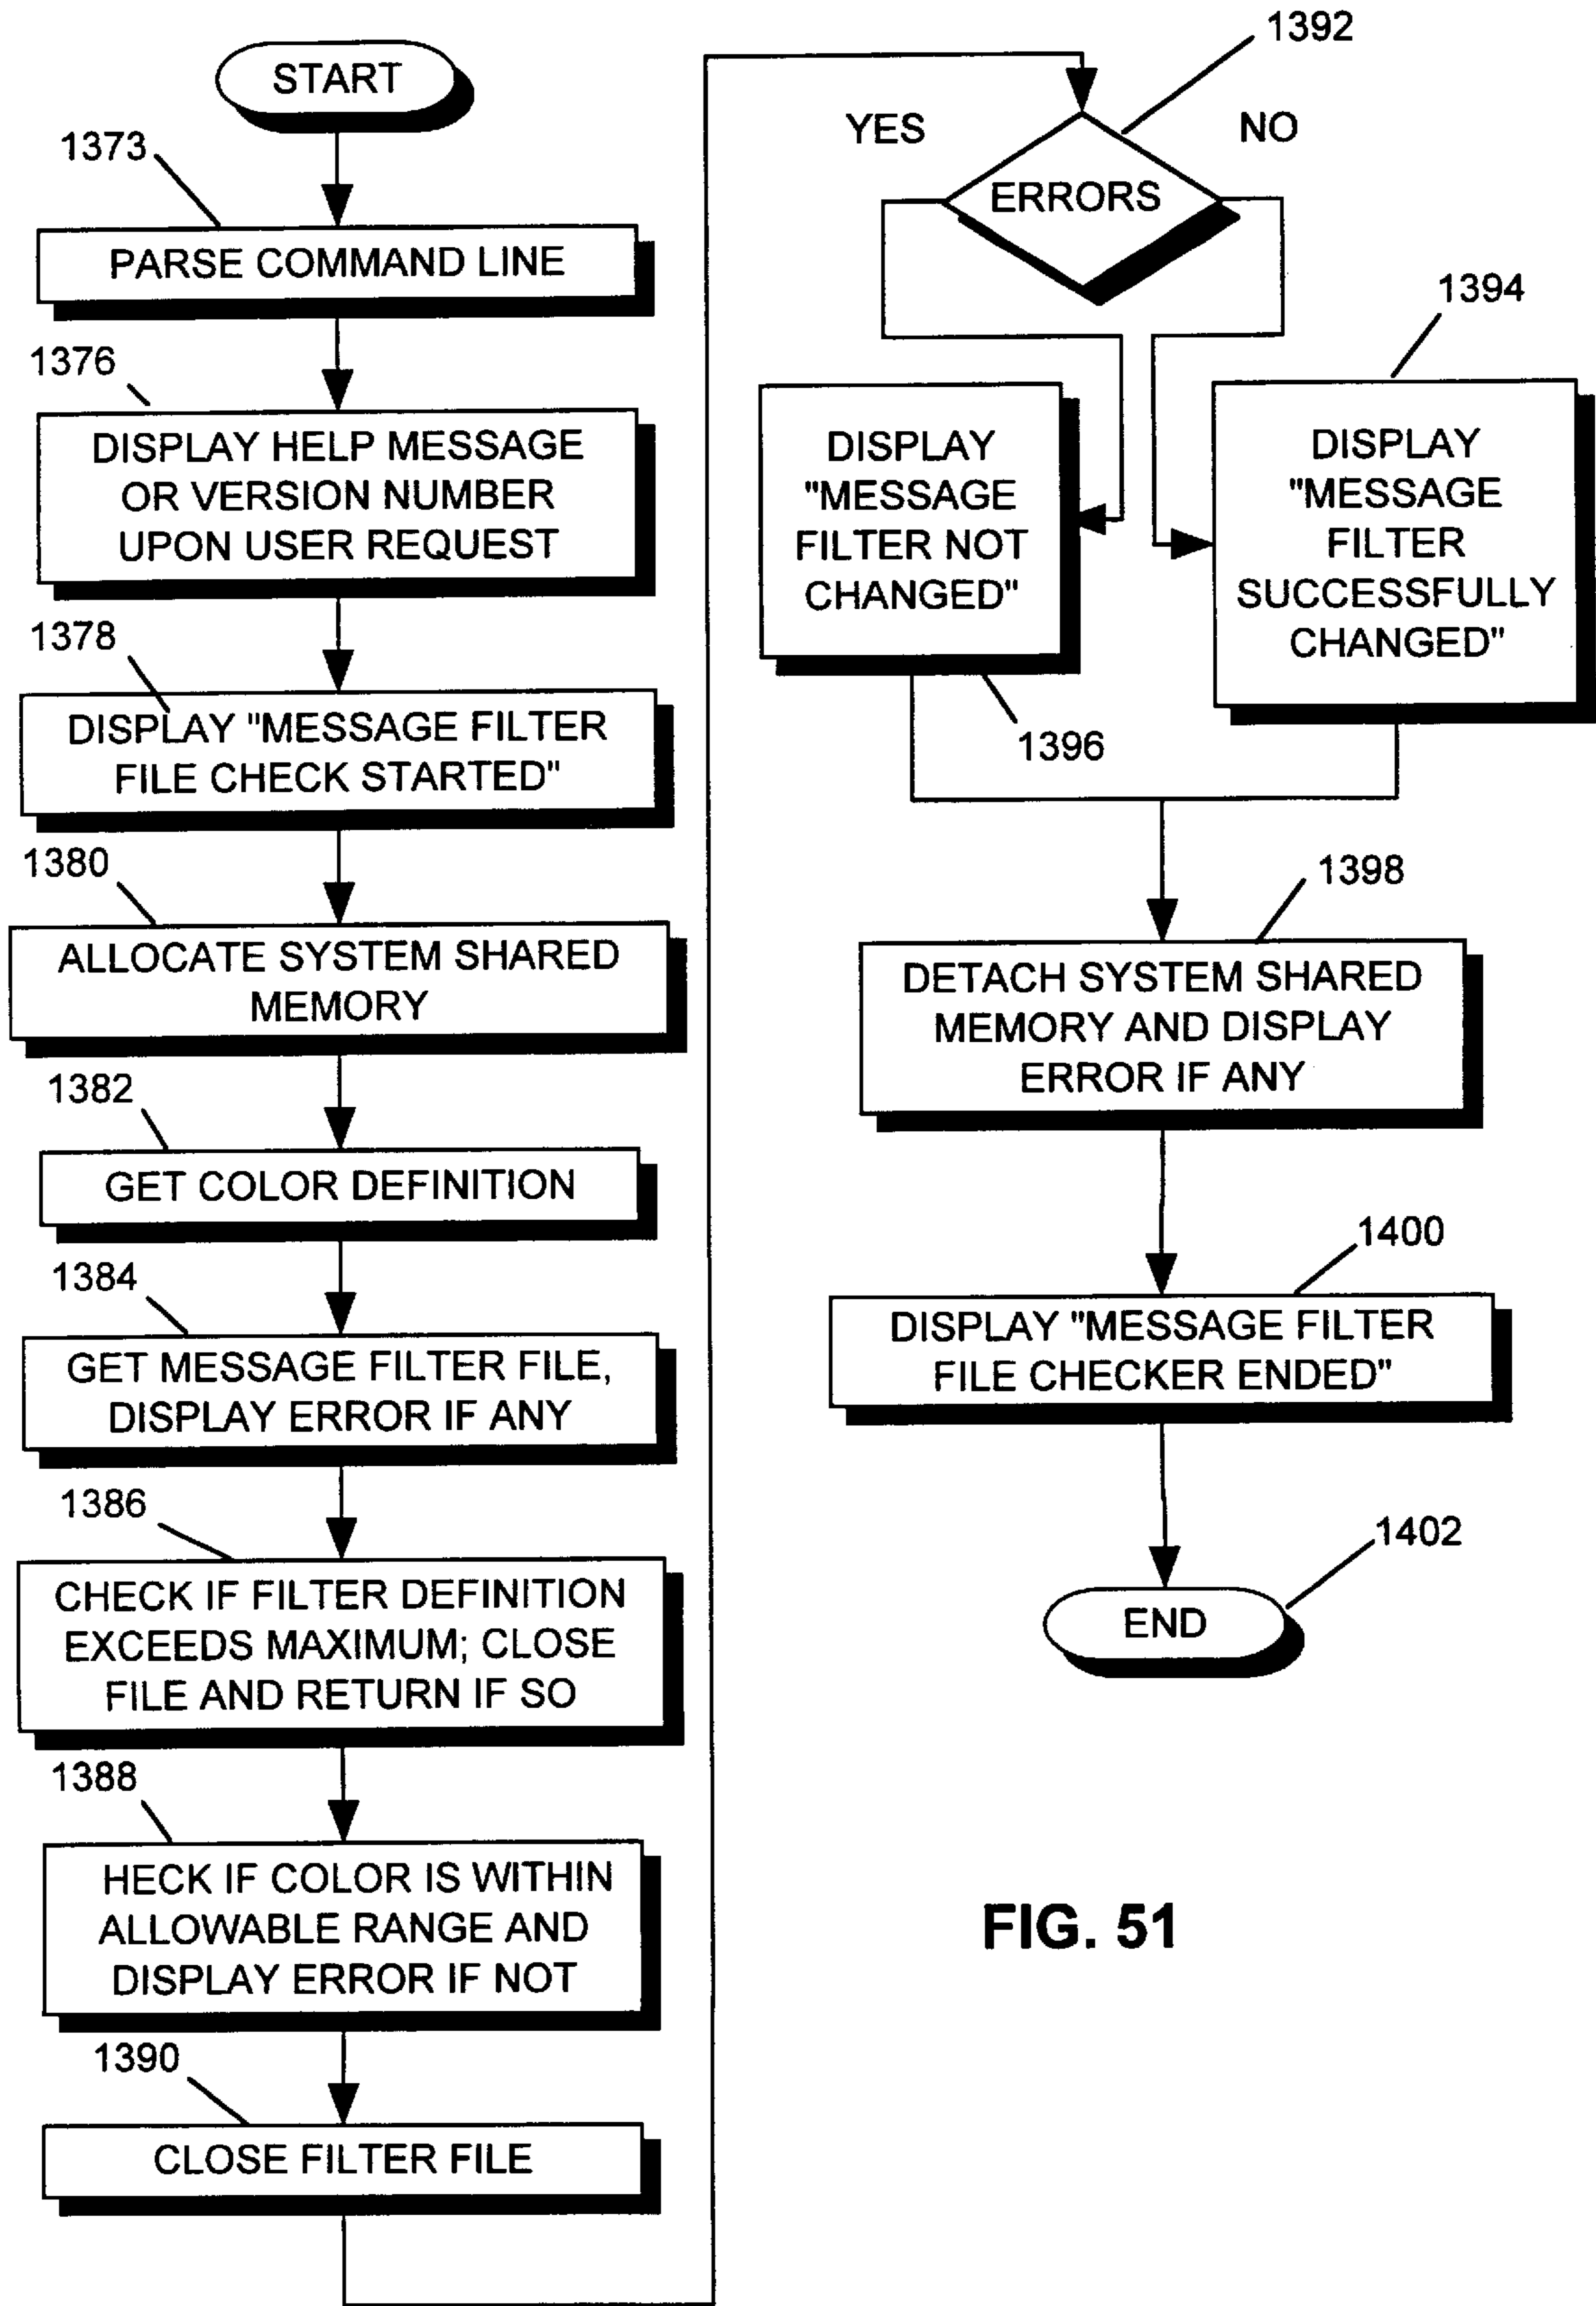 START
1373
PARSE COMMAND LINE
1376
DISPLAY HELP MESSAGE
OR VERSION NUMBER
UPON USER REQUEST
1378
DISPLAY "MESSAGE FILTER
FILE CHECK STARTED"
1380
ALLOCATE SYSTEM SHARED
MEMORY
1382
GET COLOR DEFINITION
1384
GET MESSAGE FILTER FILE,
DISPLAY ERROR IF ANY
1386
CHECK IF FILTER DEFINITION
EXCEEDS MAXIMUM; CLOSE
FILE AND RETURN IF SO
1388
HECK IF COLOR IS WITHIN
ALLOWABLE RANGE AND
DISPLAY ERROR IF NOT
1390
CLOSE FILTER FILE
1392
YES
NO
ERRORS
1394
DISPLAY
"MESSAGE
FILTER NOT
CHANGED"
1396
DISPLAY
"MESSAGE
FILTER
SUCCESSFULLY
CHANGED"
1398
DETACH SYSTEM SHARED
MEMORY AND DISPLAY
ERROR IF ANY
1400
DISPLAY "MESSAGE FILTER
FILE CHECKER ENDED"
1402
END
FIG. 51